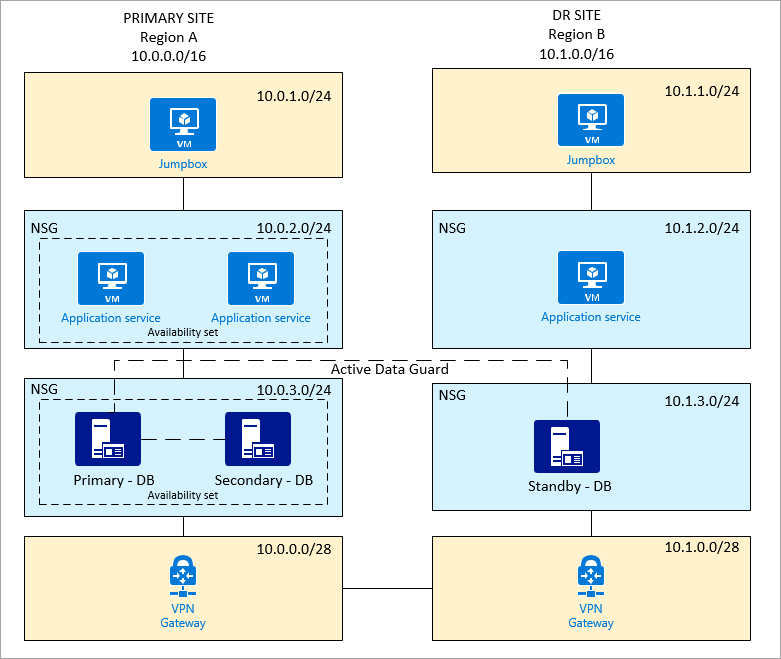 PRIMARY SITE
Region A
10.0.0.0/16
DR SITE
Region B
10.1.0.0/16
10.0.1.0/24
VM
Jumpbox
10.1.1.0/24
VM
Jumpbox
NSG
10.0.2.0/24
VM
Application service
VM
Application service
Availability set
NSG
10.1.2.0/24
VM
Application service
Active Data Guard
NSG
10.0.3.0/24
Primary - DB
Secondary - DB
Availability set
NSG
10.1.3.0/24
Standby - DB
10.0.0.0/28
VPN
Gateway
10.1.0.0/28
VPN
Gateway